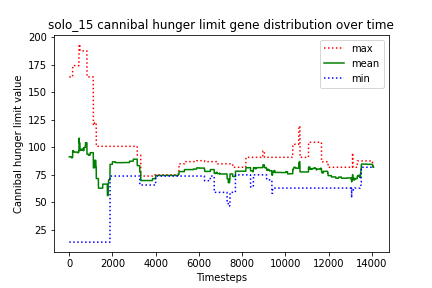 solo_15 cannibal hunger limit gene distribution over time
Cannibal hunger limit value
200
175
150
125
100
75
50
25
max
mean
min
0 2000 4000 6000 8000 10000 12000 14000
Timesteps